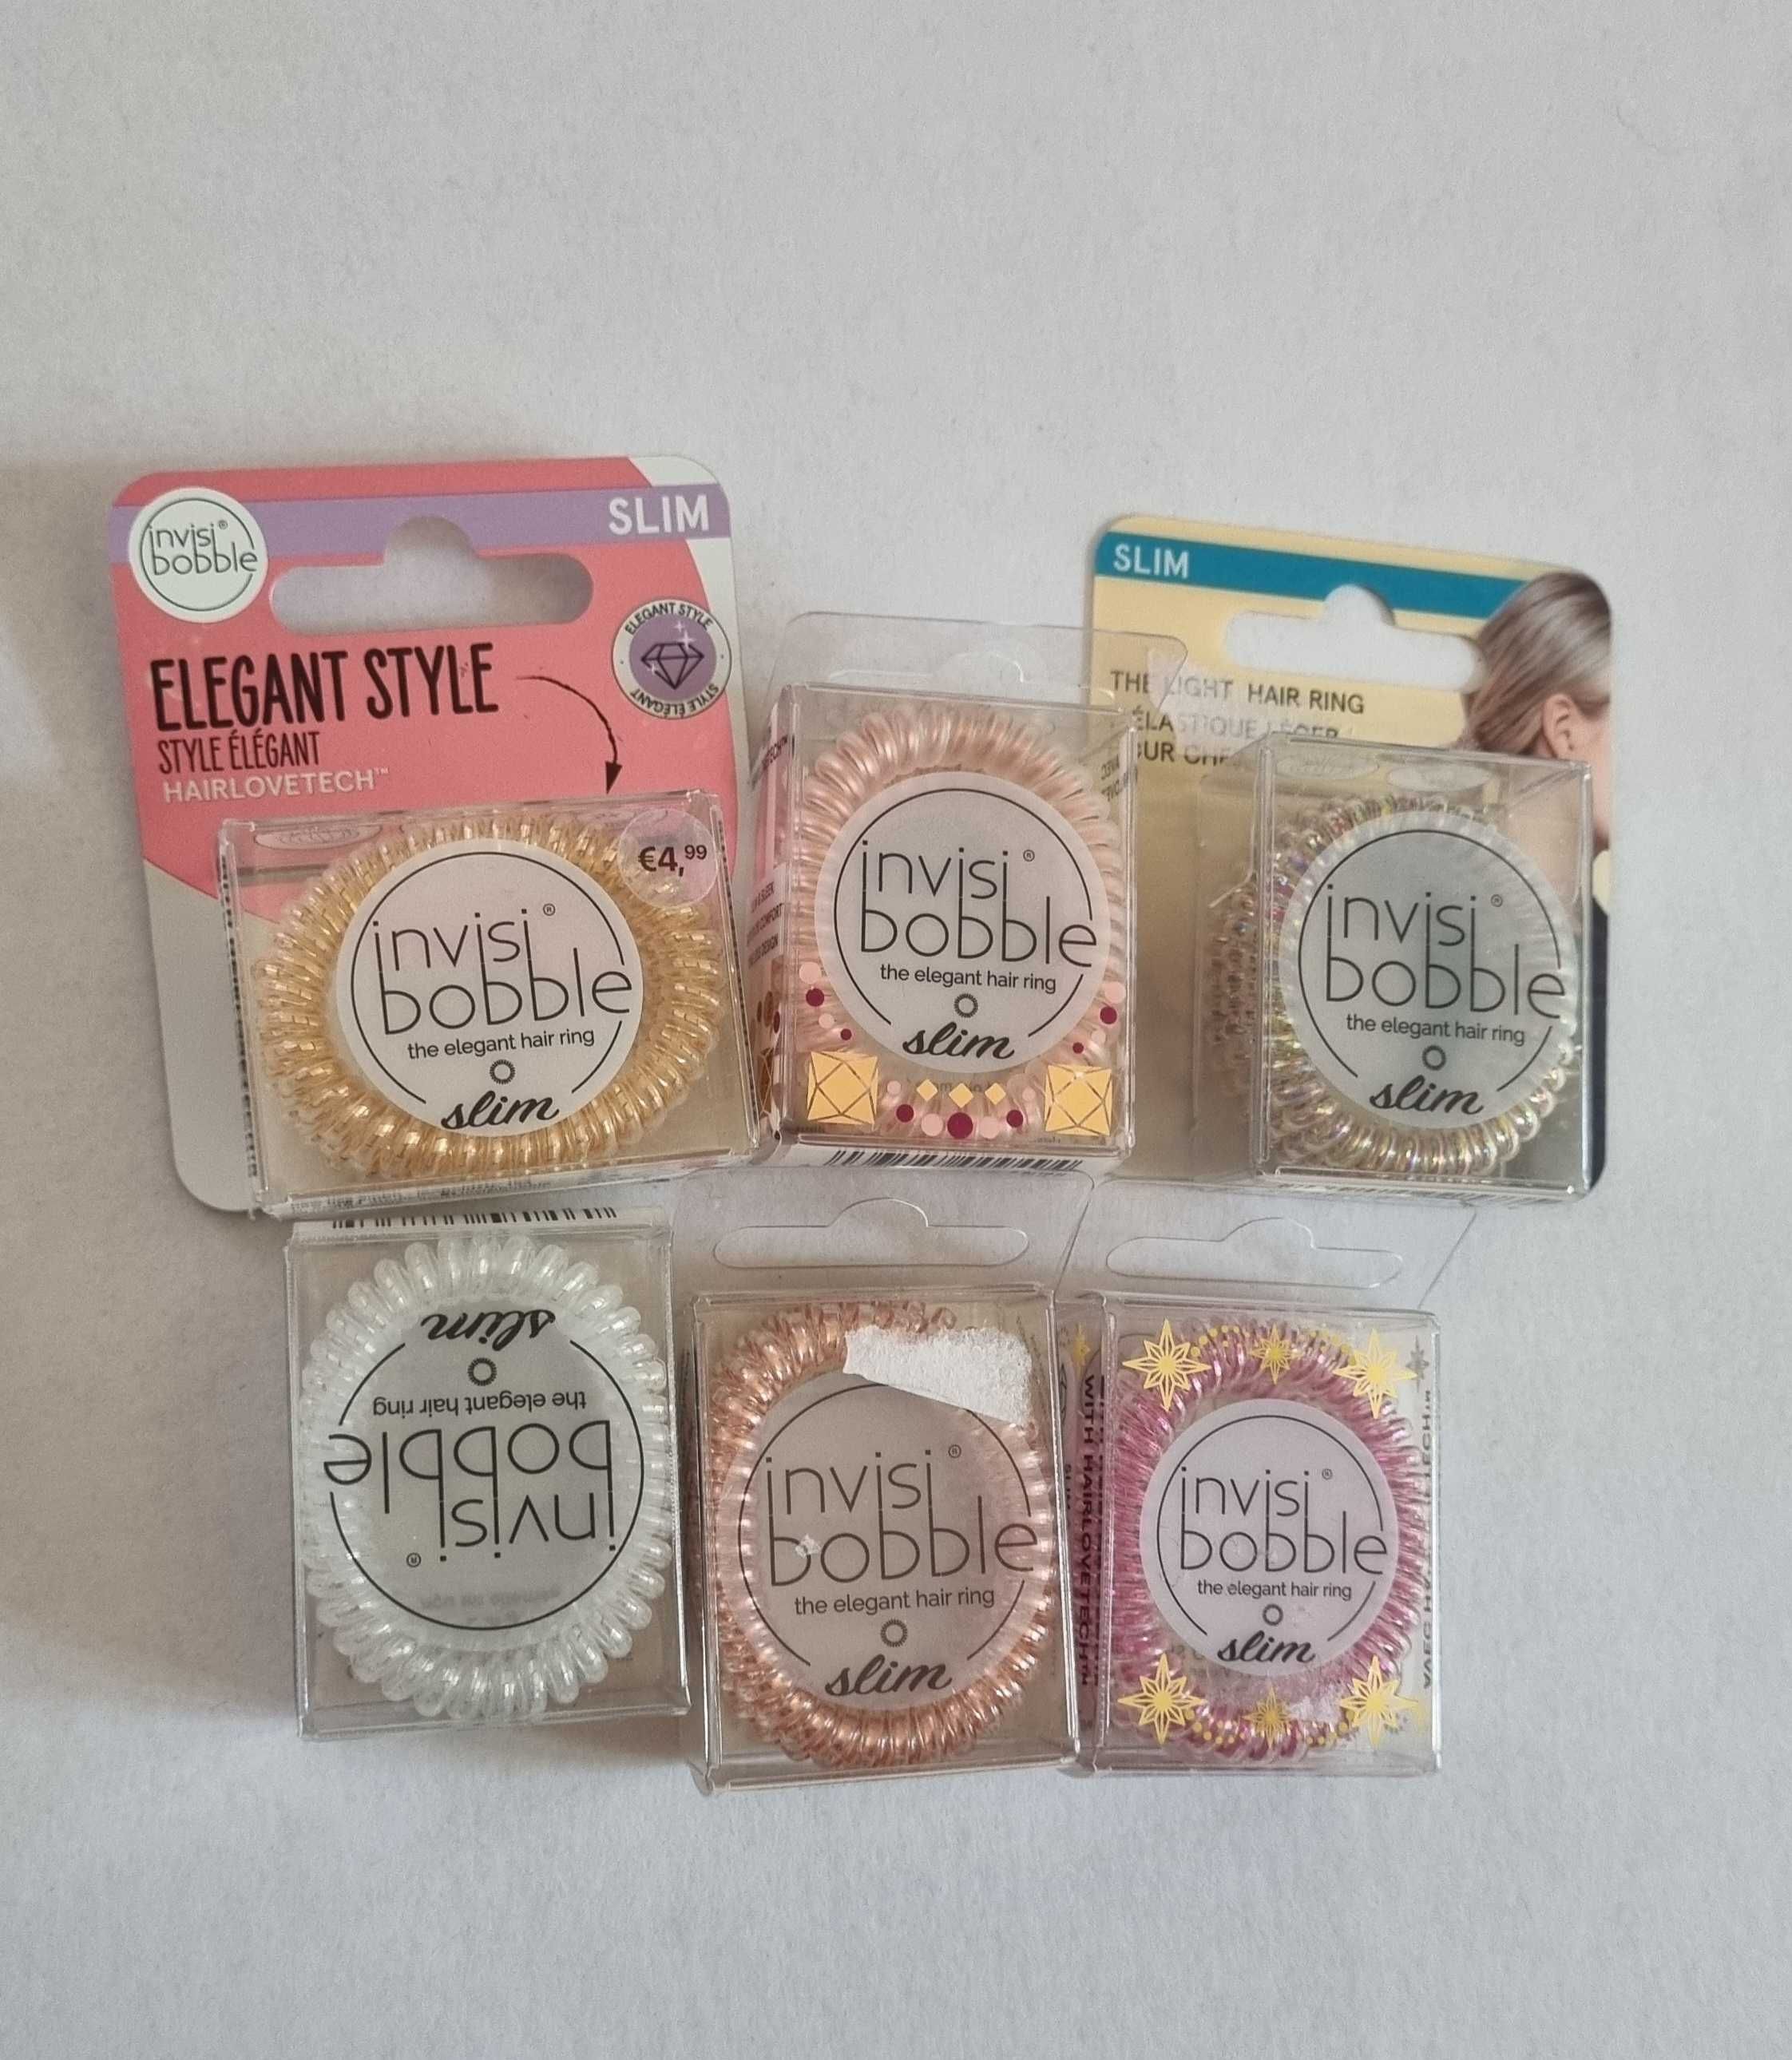 invisi®
bobble
SLIM
ELEGANT STYLE
STYLE ÉLÉGANT
HAIRLOVETECH™
ELEGANT STYLE
STYLE ÉLÉGANT
€4,99
invisi®
bobble
the elegant hair ring
slim
invisi®
bobble
the elegant hair ring
slim
SLIM
THE LIGHT HAIR RING
invisi®
bobble
the elegant hair ring
slim
invisi®
bobble
the elegant hair ring
slim
invisi®
bobble
the elegant hair ring
slim
WITH HAIRLOVETECH™
invisi®
bobble
the elegant hair ring
slim